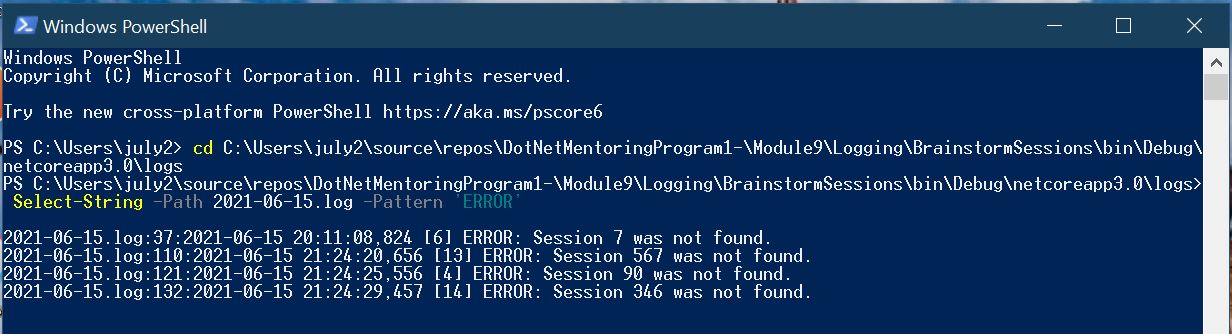 Windows PowerShell
Windows PowerShell
Copyright (C) Microsoft Corporation. All rights reserved.
Try the new cross-platform PowerShell https://aka.ms/pscore6
PS C:\Users\july2> cd C:\Users\july2\source\repos\DotNetMentoringProgram1-\Module9\Logging\BrainstormSessions\bin\Debug\
netcoreapp3.0\logs
PS C:\Users\july2\source\repos\DotNetMentoringProgram1-\Module9\Logging\BrainstormSessions\bin\Debug\netcoreapp3.0\logs>
Select-String -Path 2021-06-15.log -Pattern 'ERROR'
2021-06-15.log:37:2021-06-15 20:11:08,824 [6] ERROR: Session 7 was not found.
2021-06-15.log:110:2021-06-15 21:24:20,656 [13] ERROR: Session 567 was not found.
2021-06-15.log:121:2021-06-15 21:24:25,556 [4] ERROR: Session 90 was not found.
2021-06-15.log:132:2021-06-15 21:24:29,457 [14] ERROR: Session 346 was not found.